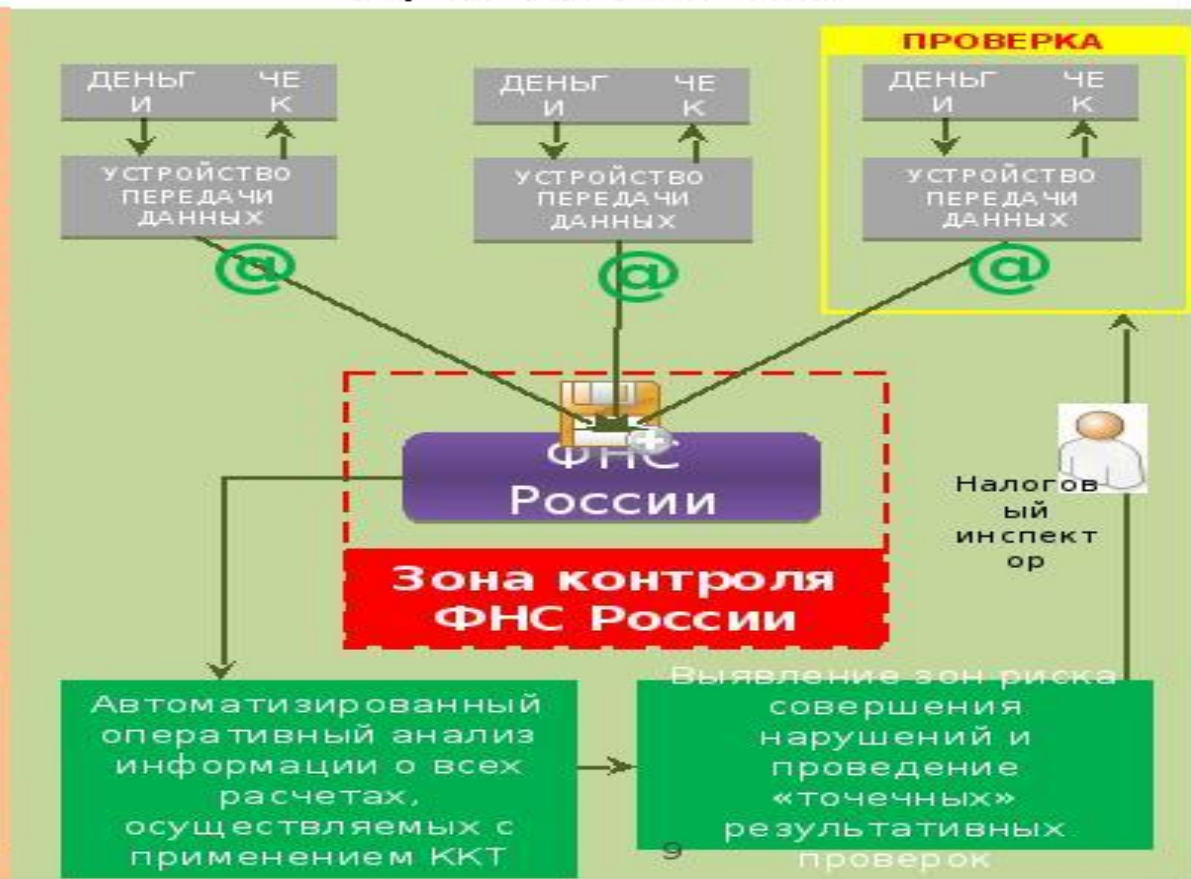 ПРОВЕРКА
ДЕНЬГ ЧЕ
И К
УСТРОЙСТВО
ПЕРЕДАЧИ
ДАННЫХ
@
ДЕНЬГ ЧЕ
И К
УСТРОЙСТВО
ПЕРЕДАЧИ
ДАННЫХ
@
ДЕНЬГ ЧЕ
И К
УСТРОЙСТВО
ПЕРЕДАЧИ
ДАННЫХ
@
ФНС
России
Зона контроля
ФНС России
Налогов
ый
инспект
ор
Автоматизированный
оперативный анализ
информации о всех
расчетах,
осуществляемых с
применением ККТ
Выявление зон риска
совершения
нарушений и
проведение
«точечных»
результативных
проверок
9